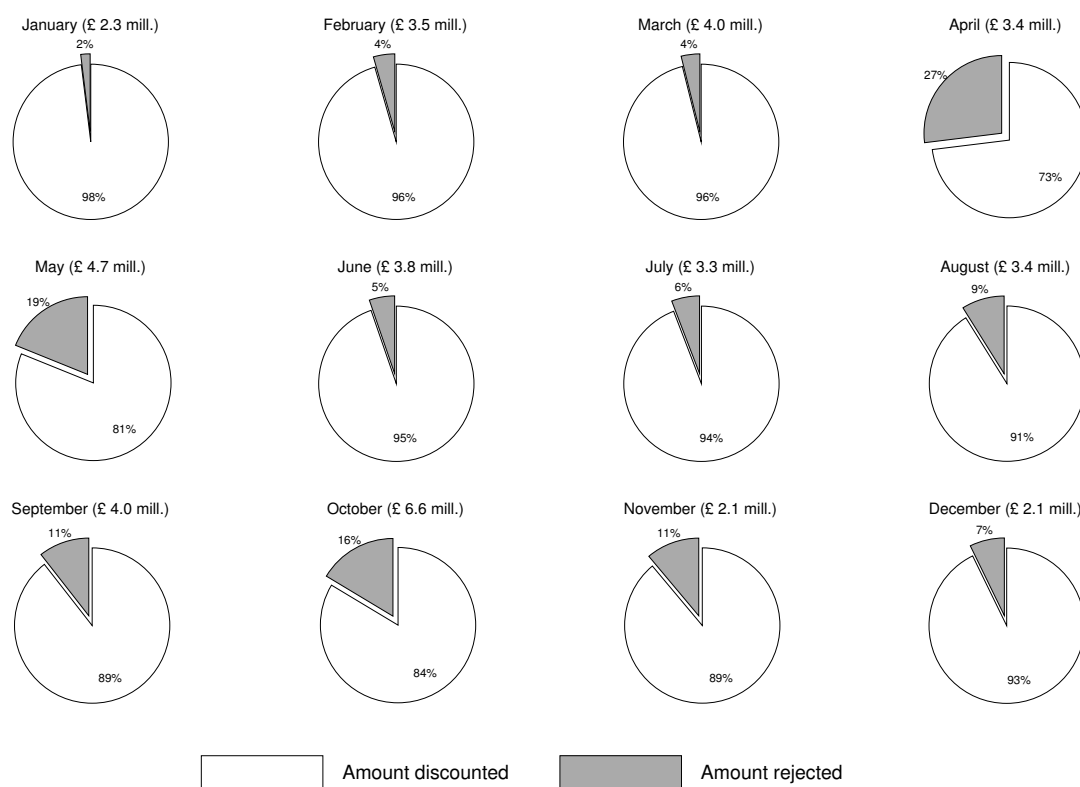 January (£ 2.3 mill.)
2%
98%
February (£ 3.5 mill.)
4%
96%
March (£ 4.0 mill.)
4%
96%
April (£ 3.4 mill.)
27%
73%
May (£ 4.7 mill.)
19%
81%
June (£ 3.8 mill.)
5%
95%
July (£ 3.3 mill.)
6%
94%
August (£ 3.4 mill.)
9%
91%
September (£ 4.0 mill.)
11%
89%
October (£ 6.6 mill.)
16%
84%
November (£ 2.1 mill.)
11%
89%
December (£ 2.1 mill.)
7%
93%
Amount discounted
Amount rejected